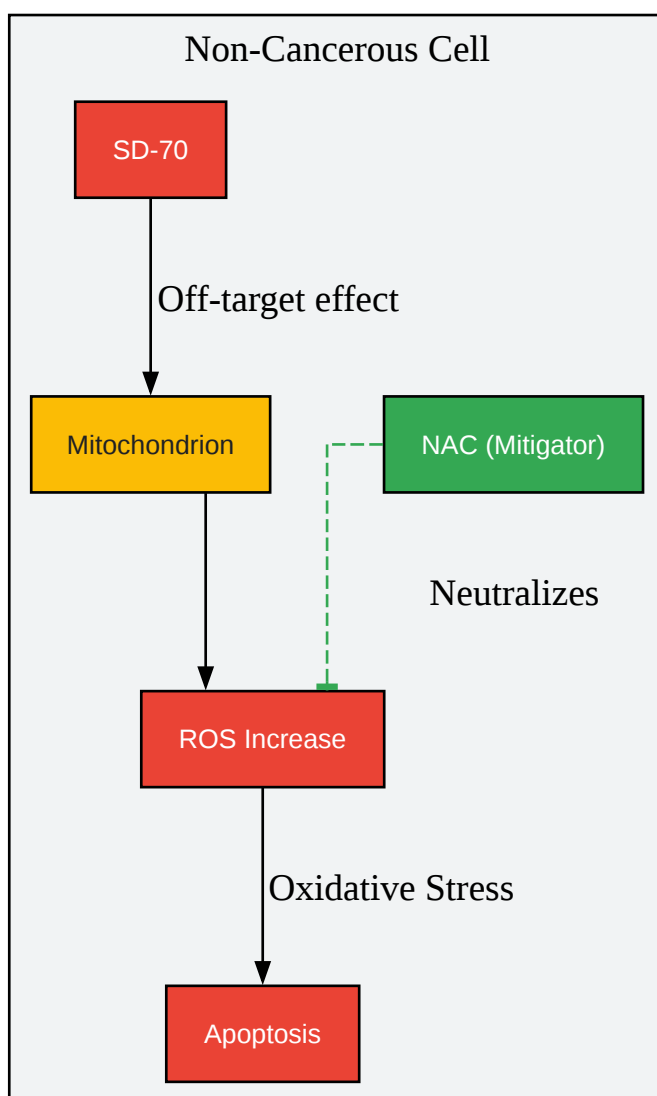 Non-Cancerous Cell
SD-70
Off-target effect
Mitochondrion
NAC (Mitigator)
Neutralizes
ROS Increase
Oxidative Stress
Apoptosis